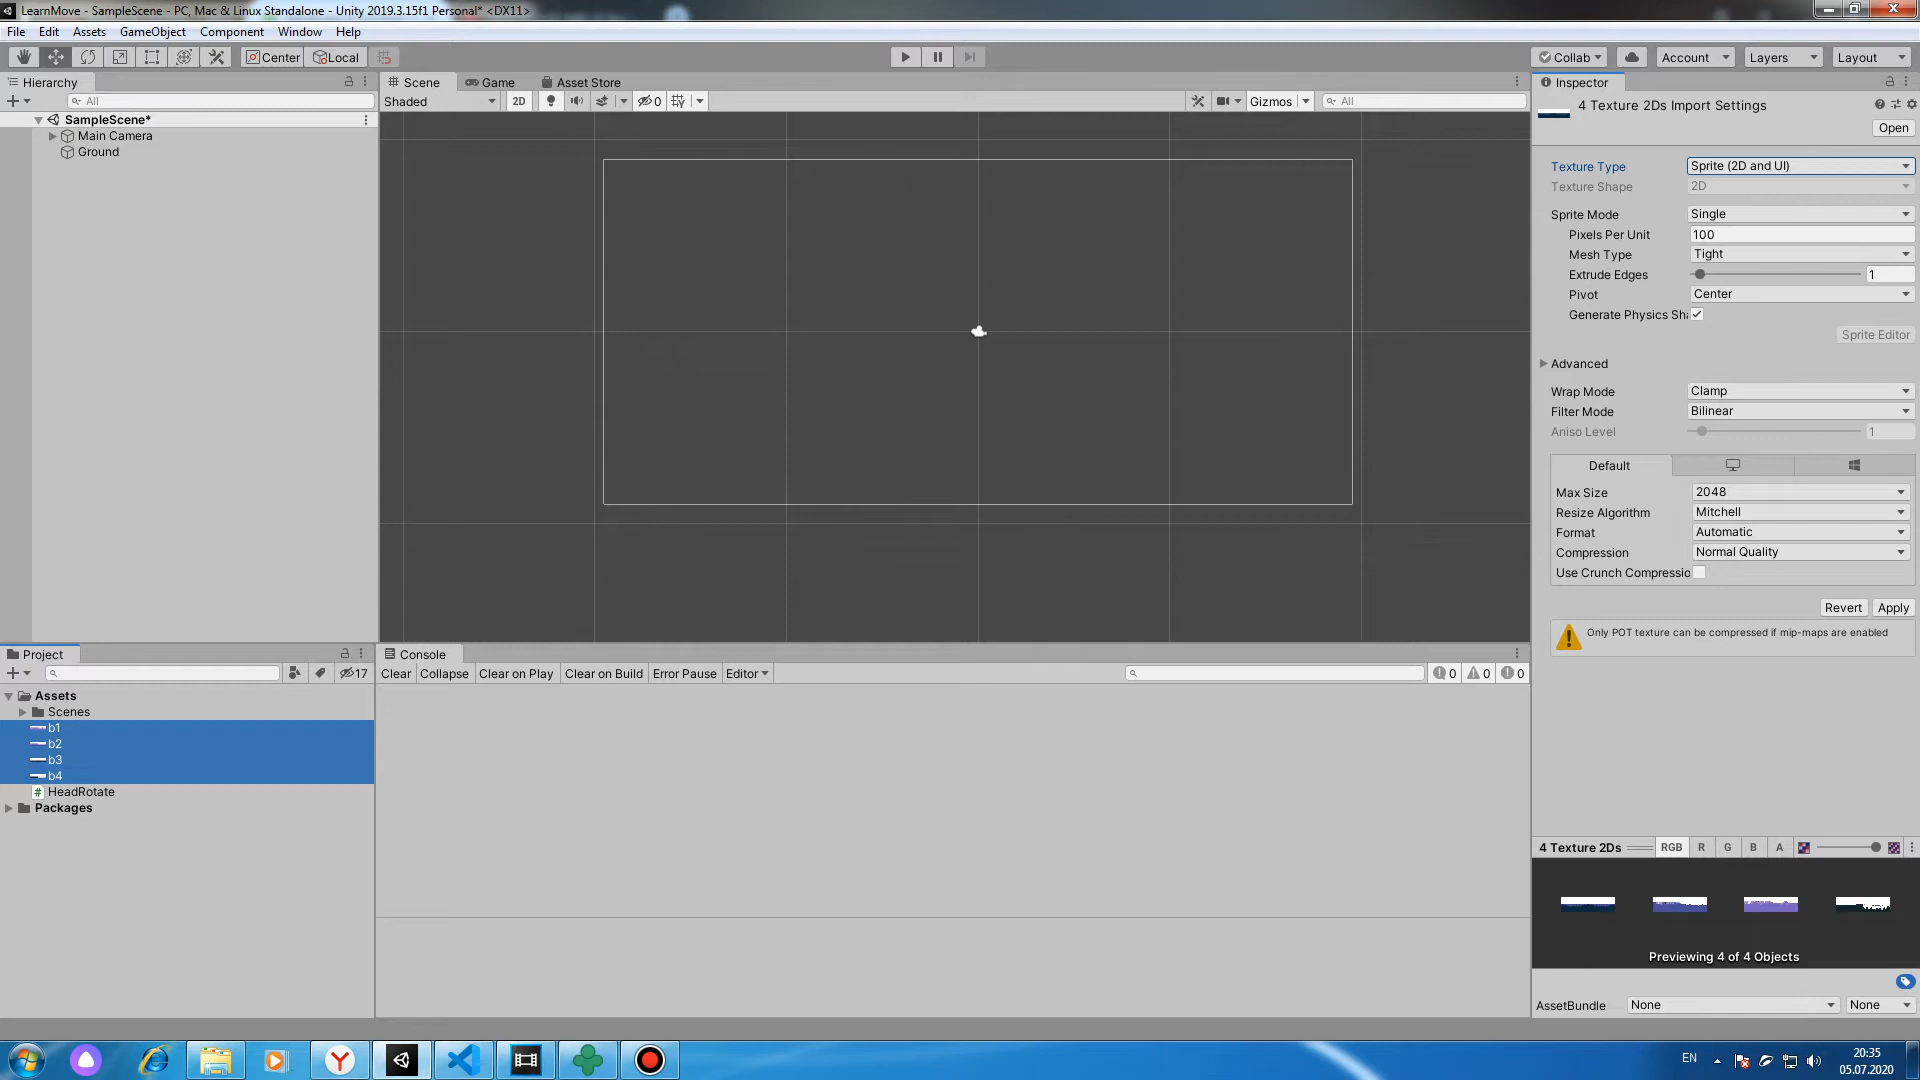 LearnMove - SampleScene - PC, Mac & Linux Standalone - Unity 2019.3.15f1 Personal* <DX11>
File Edit Assets GameObject Component Window Help
Center Local Collab Account Layers Layout
Hierarchy
All
SampleScene*
Main Camera
Ground
Scene Game Asset Store
Shaded 2D 0 Gizmos All
Inspector
4 Texture 2Ds Import Settings
Open
Texture Type Sprite (2D and UI)
Texture Shape 2D
Sprite Mode Single
Pixels Per Unit 100
Mesh Type Tight
Extrude Edges 1
Pivot Center
Generate Physics Sha
Sprite Editor
Advanced
Wrap Mode Clamp
Filter Mode Bilinear
Aniso Level 1
Default
Max Size 2048
Resize Algorithm Mitchell
Format Automatic
Compression Normal Quality
Use Crunch Compressio
Revert Apply
Only POT texture can be compressed if mip-maps are enabled
Project
17
Assets
Scenes
b1
b2
b3
b4
HeadRotate
Packages
Console
Clear Collapse Clear on Play Clear on Build Error Pause Editor 0 0 0
4 Texture 2Ds RGB R G B A
Previewing 4 of 4 Objects
AssetBundle None None
EN
20:35
05.07.2020